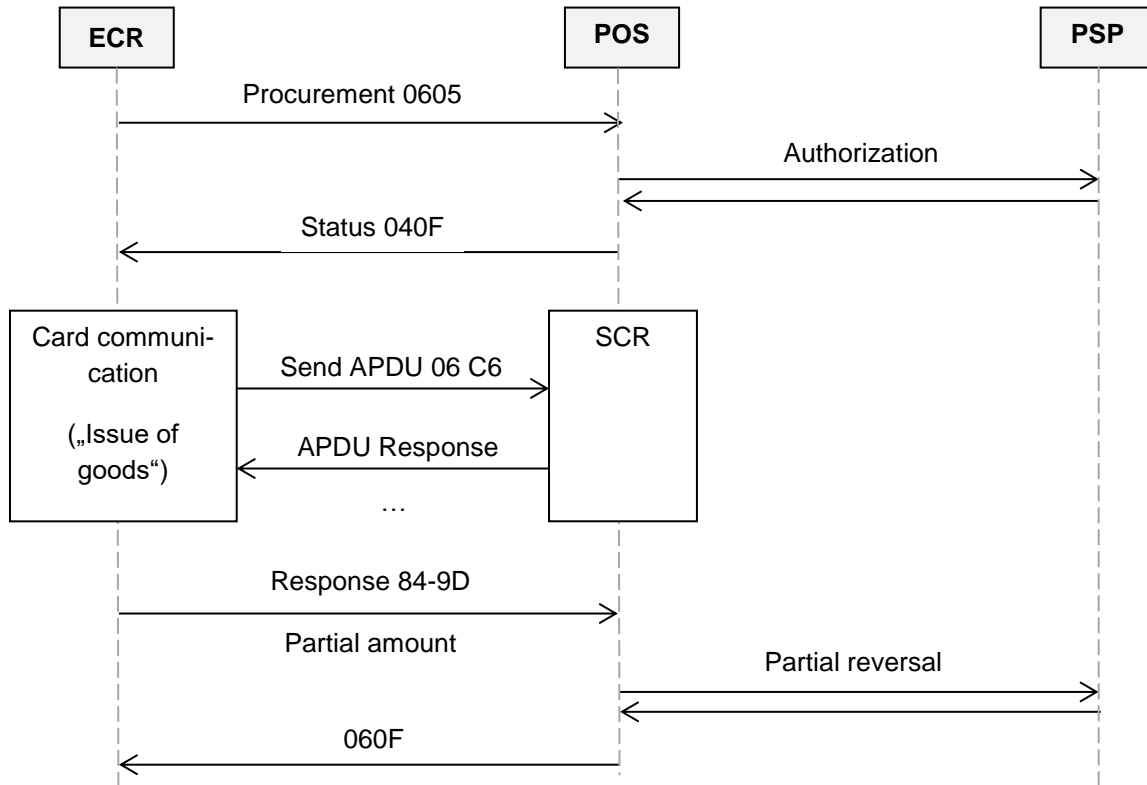 ECR
POS
PSP
Procurement 0605
Authorization
Status 040F
Card communi-
cation
(„Issue of
goods“)
SCR
Send APDU 06 C6
APDU Response
…
Response 84-9D
Partial amount
Partial reversal
060F